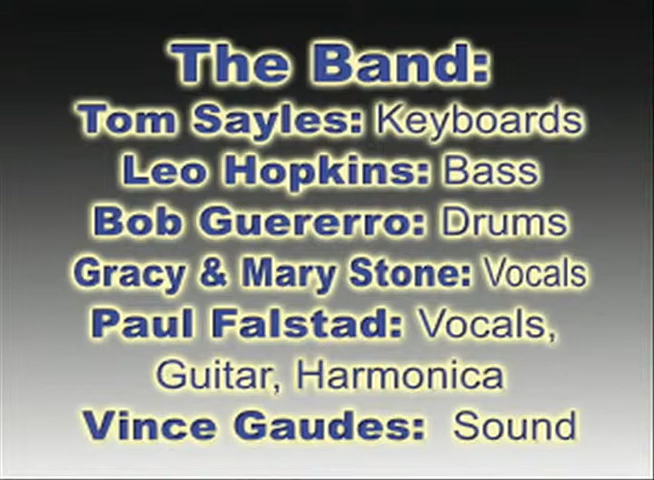 The Band:
Tom Sayles: Keyboards
Leo Hopkins: Bass
Bob Guererro: Drums
Gracy & Mary Stone: Vocals
Paul Falstad: Vocals,
Guitar, Harmonica
Vince Gaudes: Sound